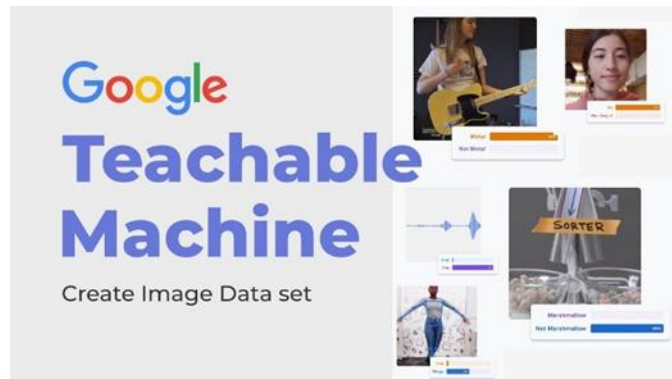 Google
Teachable
Machine
Create Image Data set
Metal
Not Metal
SORTER
Marshmallow
Not Marshmallow